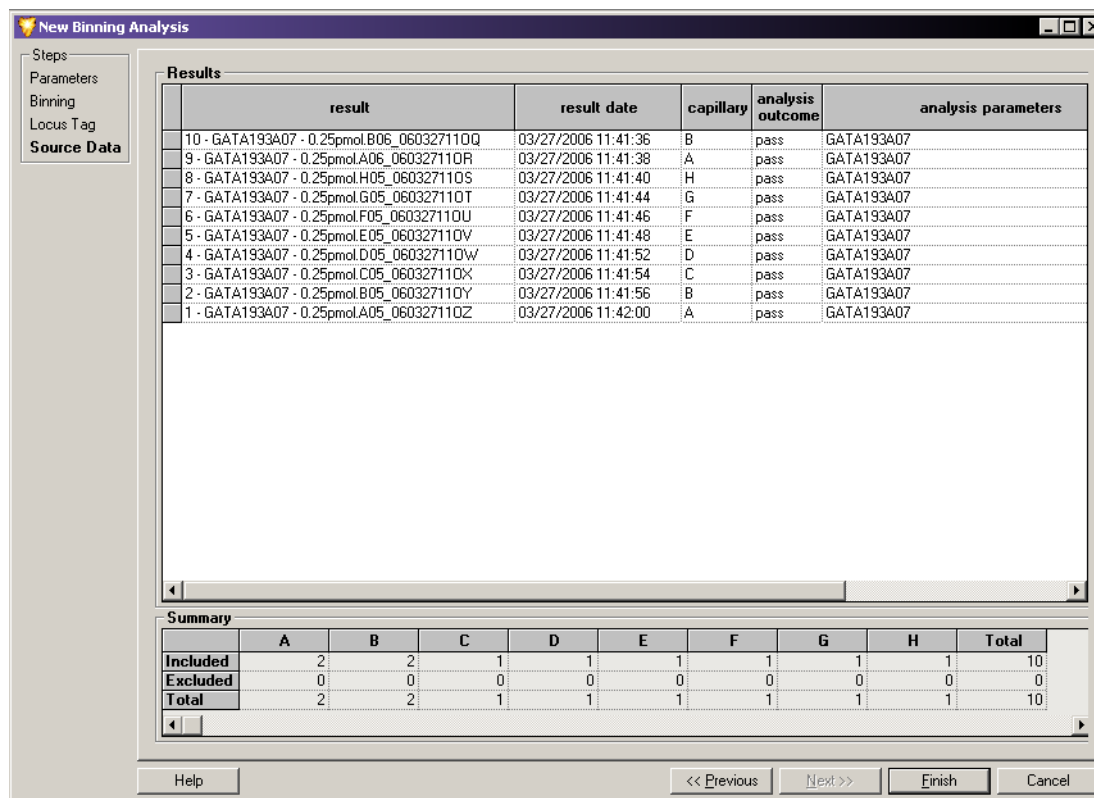 New Binning Analysis
Steps
Parameters
Binning
Locus Tag
Source Data
Results
result result date capillary analysis outcome analysis parameters
10 - GATA193A07 - 0.25pmol.B06_06032711OQ 03/27/2006 11:41:36 B pass GATA193A07
9 - GATA193A07 - 0.25pmol.A06_06032711OR 03/27/2006 11:41:38 A pass GATA193A07
8 - GATA193A07 - 0.25pmol.H05_06032711OS 03/27/2006 11:41:40 H pass GATA193A07
7 - GATA193A07 - 0.25pmol.G05_06032711OT 03/27/2006 11:41:44 G pass GATA193A07
6 - GATA193A07 - 0.25pmol.F05_06032711OU 03/27/2006 11:41:46 F pass GATA193A07
5 - GATA193A07 - 0.25pmol.E05_06032711OV 03/27/2006 11:41:48 E pass GATA193A07
4 - GATA193A07 - 0.25pmol.D05_06032711OW 03/27/2006 11:41:52 D pass GATA193A07
3 - GATA193A07 - 0.25pmol.C05_06032711OX 03/27/2006 11:41:54 C pass GATA193A07
2 - GATA193A07 - 0.25pmol.B05_06032711OY 03/27/2006 11:41:56 B pass GATA193A07
1 - GATA193A07 - 0.25pmol.A05_06032711OZ 03/27/2006 11:42:00 A pass GATA193A07
Summary
A B C D E F G H Total
Included 2 2 1 1 1 1 1 1 10
Excluded 0 0 0 0 0 0 0 0 0
Total 2 2 1 1 1 1 1 1 10
Help << Previous Next >> Finish Cancel